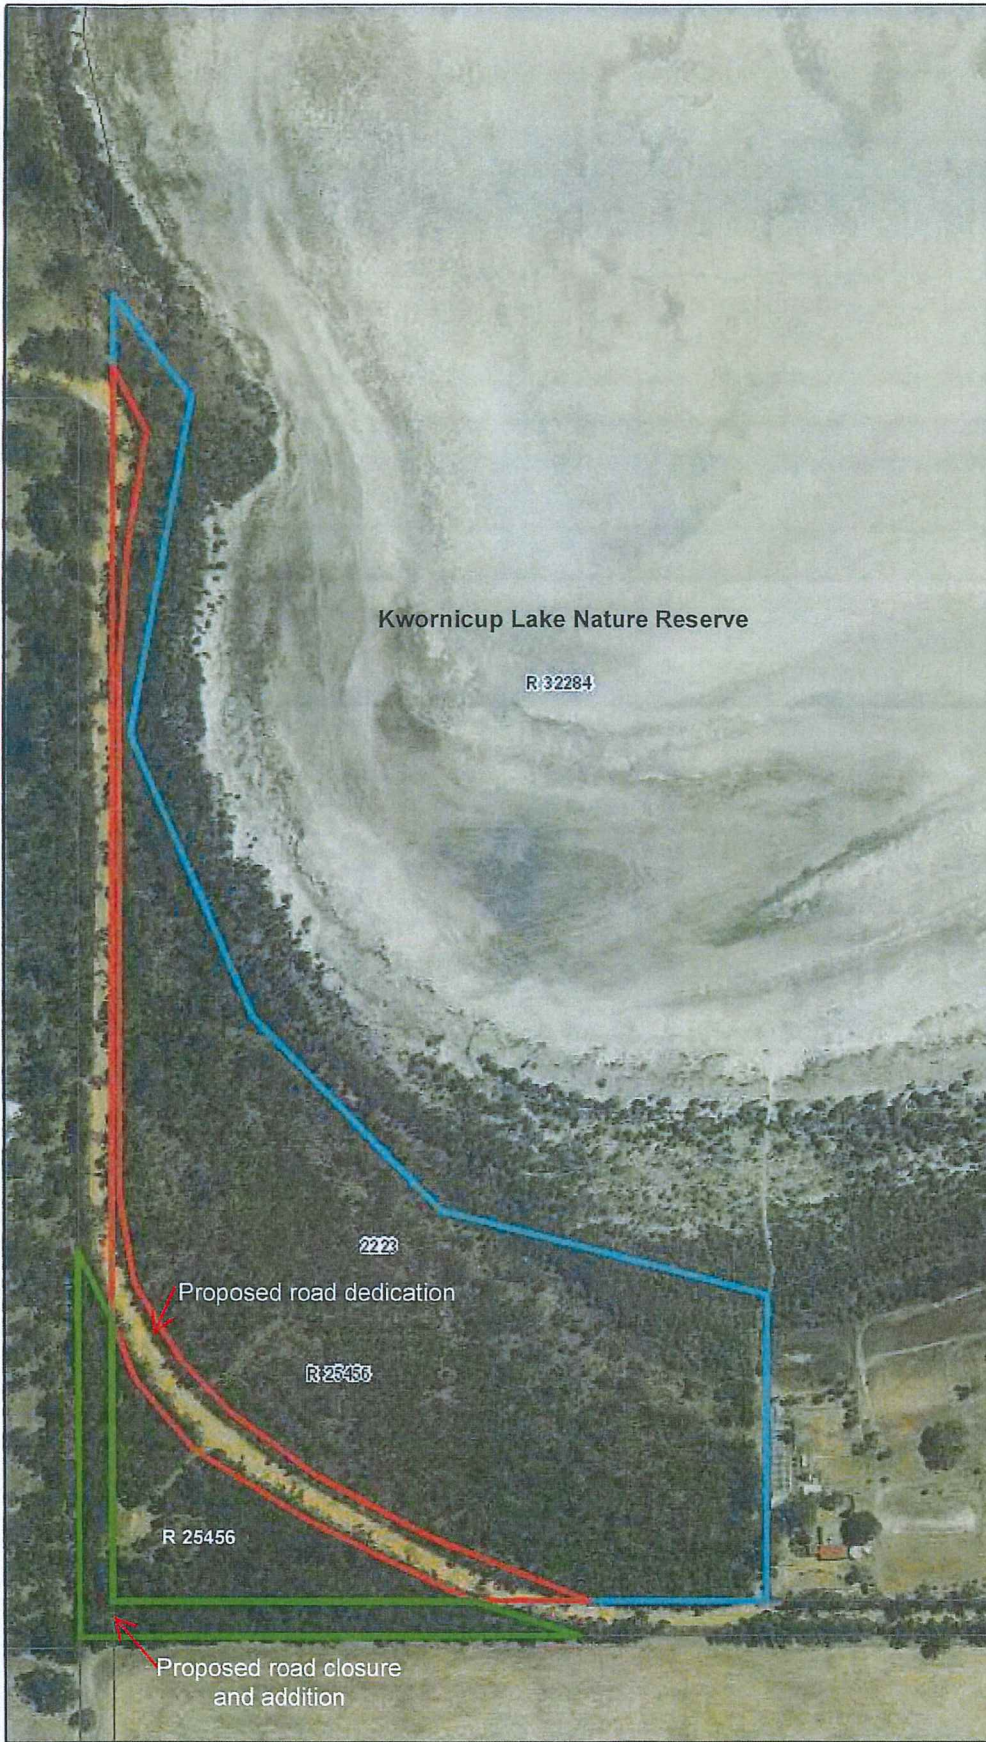 Kwornicup Lake Nature Reserve
R 32284
2223
Proposed road dedication
R 25456
R 25456
Proposed road closure
and addition